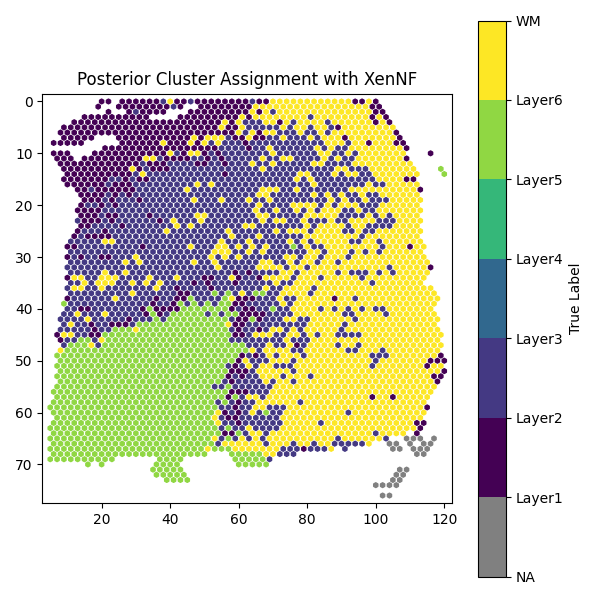 Posterior Cluster Assignment with XenNF
0
10
20
30
40
50
60
70
20
40
60
80
100
120
WM
Layer6
Layer5
Layer4
Layer3
Layer2
Layer1
NA
True Label